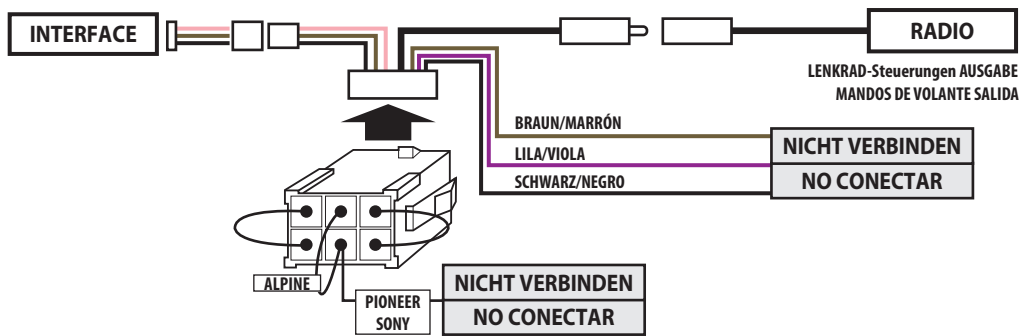 INTERFACE
RADIO
LENKRAD-Steuerungen AUSGABE
MANDOS DE VOLANTE SALIDA
BRAUN/MARRÓN
LILA/VIOLA
SCHWARZ/NEGRO
NICHT VERBINDEN
NO CONECTAR
ALPINE
PIONEER
SONY
NICHT VERBINDEN
NO CONECTAR